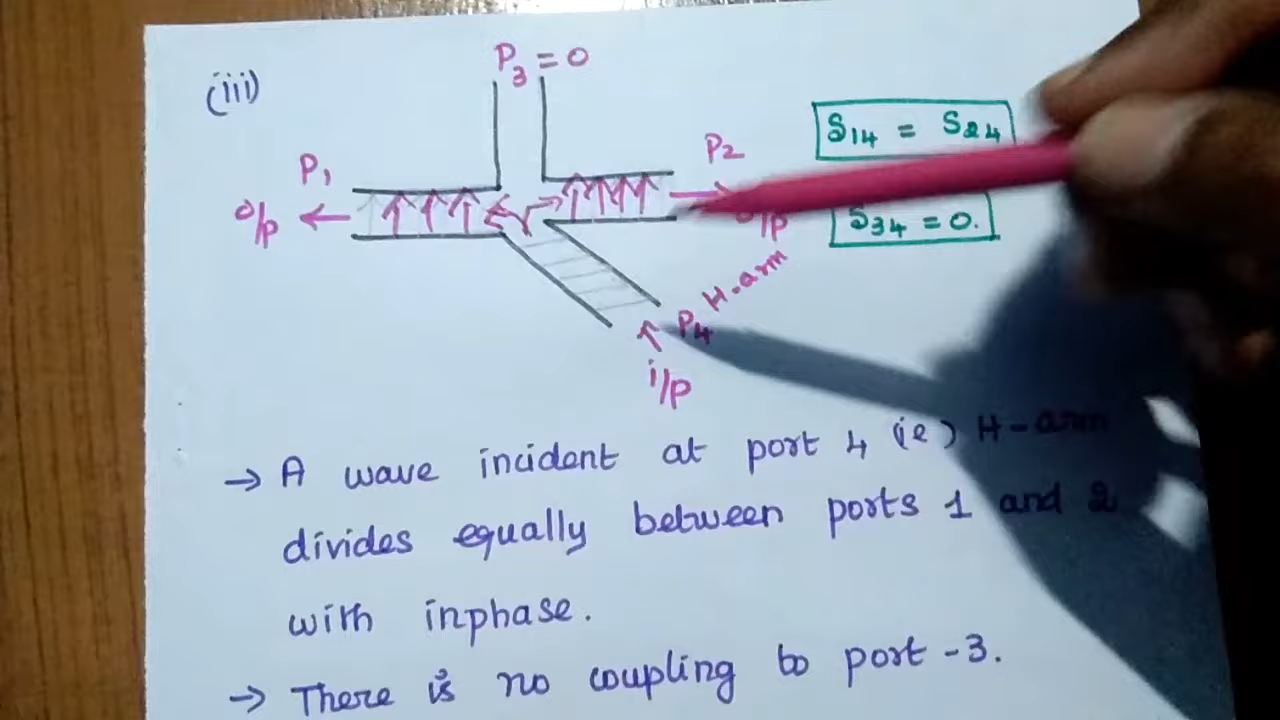 (iii)
P3 = 0
P1
P2
S14 = S24
o/p
o/p
S34 = 0.
H-arm
P4
i/p
→ A wave incident at port 4 (ie) H-arm
divides equally between ports 1 and 2
with inphase.
→ There is no coupling to port -3.